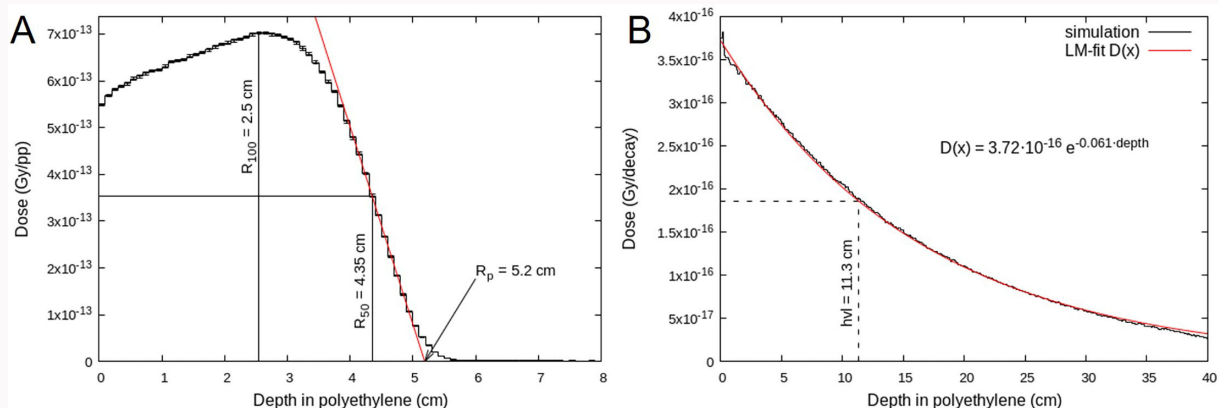 A
7x10⁻¹³
6x10⁻¹³
5x10⁻¹³
4x10⁻¹³
3x10⁻¹³
2x10⁻¹³
1x10⁻¹³
0
Dose (Gy/pp)
R₁₀₀ = 2.5 cm
R₅₀ = 4.35 cm
Rₚ = 5.2 cm
0 1 2 3 4 5 6 7 8
Depth in polyethylene (cm)
B
4x10⁻¹⁶
3.5x10⁻¹⁶
3x10⁻¹⁶
2.5x10⁻¹⁶
2x10⁻¹⁶
1.5x10⁻¹⁶
1x10⁻¹⁶
5x10⁻¹⁷
0
Dose (Gy/decay)
simulation
LM-fit D(x)
D(x) = 3.72·10⁻¹⁶ e⁻⁰·⁰⁶¹·ᵈᵉᵖᵗʰ
hvl = 11.3 cm
0 5 10 15 20 25 30 35 40
Depth in polyethylene (cm)